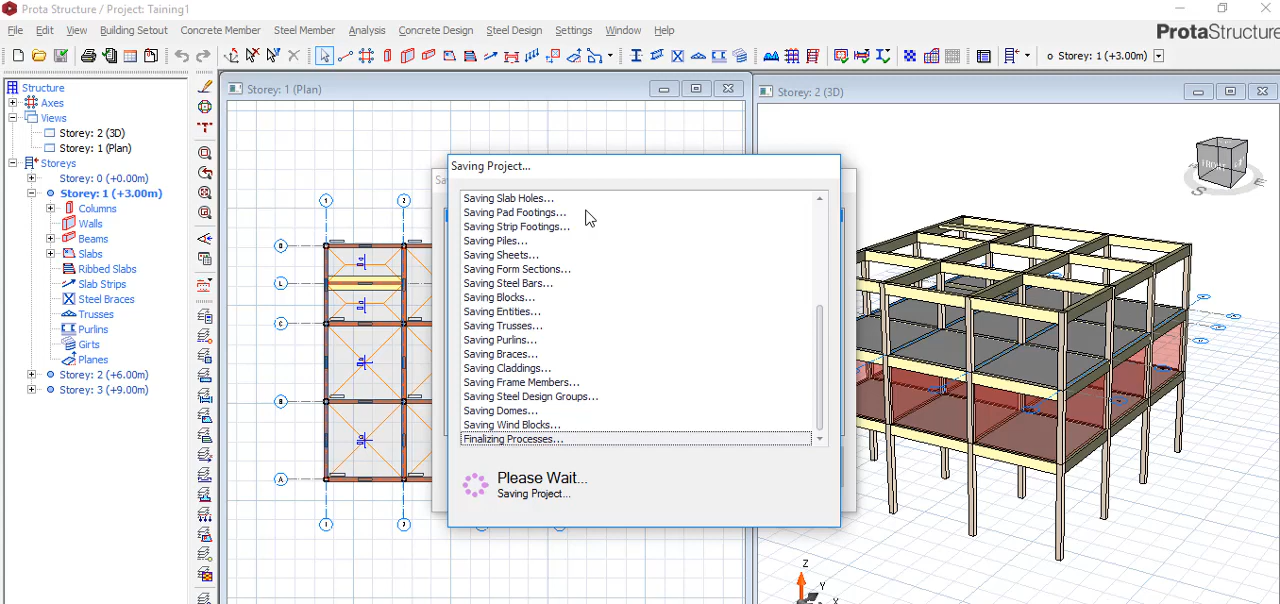 Prota Structure / Project: Taining1
File Edit View Building Setout Concrete Member Steel Member Analysis Concrete Design Steel Design Settings Window Help
ProtaStructure
Storey: 1 (+3.00m)
Structure
Axes
Views
Storey: 2 (3D)
Storey: 1 (Plan)
Storeys
Storey: 0 (+0.00m)
Storey: 1 (+3.00m)
Columns
Walls
Beams
Slabs
Ribbed Slabs
Slab Strips
Steel Braces
Trusses
Purlins
Girts
Planes
Storey: 2 (+6.00m)
Storey: 3 (+9.00m)
Storey: 1 (Plan)
1 2
D
L
C
B
A
1 2
Saving Project...
Saving Slab Holes...
Saving Pad Footings...
Saving Strip Footings...
Saving Piles...
Saving Sheets...
Saving Form Sections...
Saving Steel Bars...
Saving Blocks...
Saving Entities...
Saving Trusses...
Saving Purlins...
Saving Braces...
Saving Claddings...
Saving Frame Members...
Saving Steel Design Groups...
Saving Domes...
Saving Wind Blocks...
Finalizing Processes...
Please Wait...
Saving Project...
Storey: 2 (3D)
FRONT
S E
Z
Y